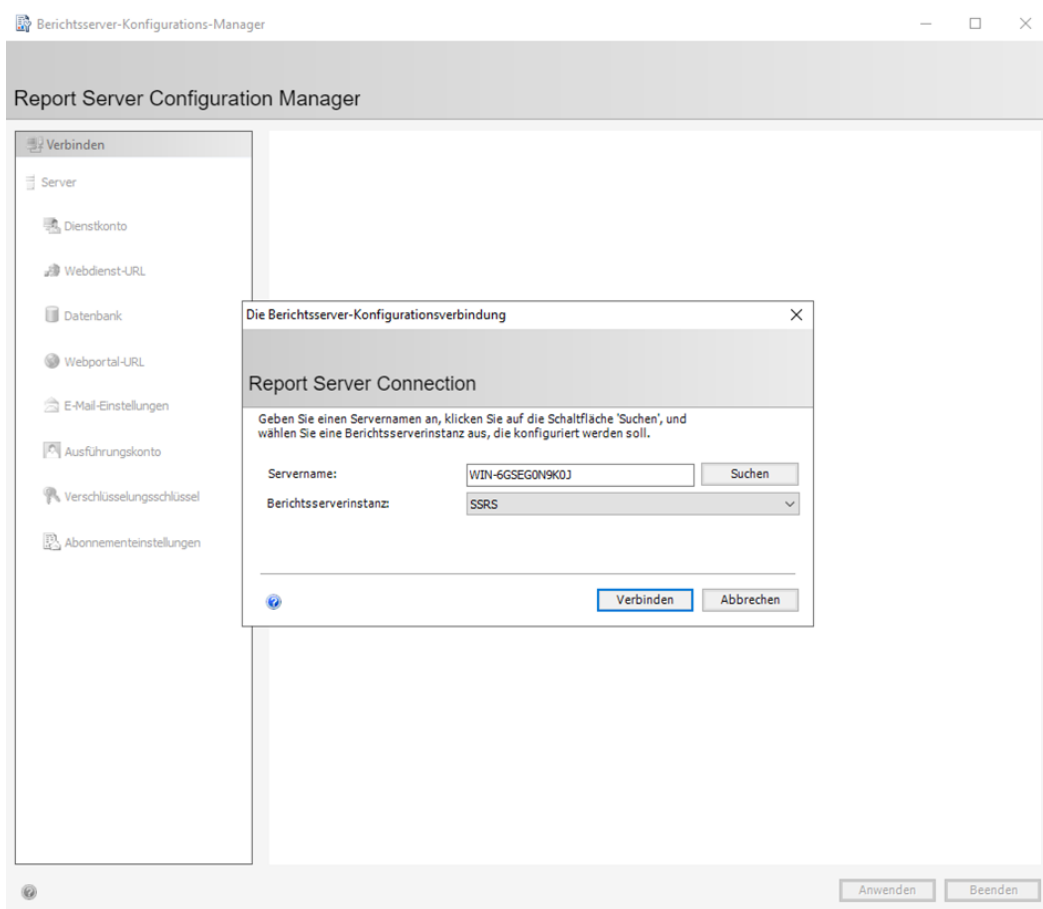 Berichtsserver-Konfigurations-Manager
Report Server Configuration Manager
Verbinden
Server
Dienstkonto
Webdienst-URL
Datenbank
Webportal-URL
E-Mail-Einstellungen
Ausführungskonto
Verschlüsselungsschlüssel
Abonnementeinstellungen
Die Berichtsserver-Konfigurationsverbindung
Report Server Connection
Geben Sie einen Servernamen an, klicken Sie auf die Schaltfläche 'Suchen', und
wählen Sie eine Berichtsserverinstanz aus, die konfiguriert werden soll.
Servername: WIN-6GSEG0N9K0J Suchen
Berichtsserverinstanz: SSRS
Verbinden Abbrechen
Anwenden Beenden